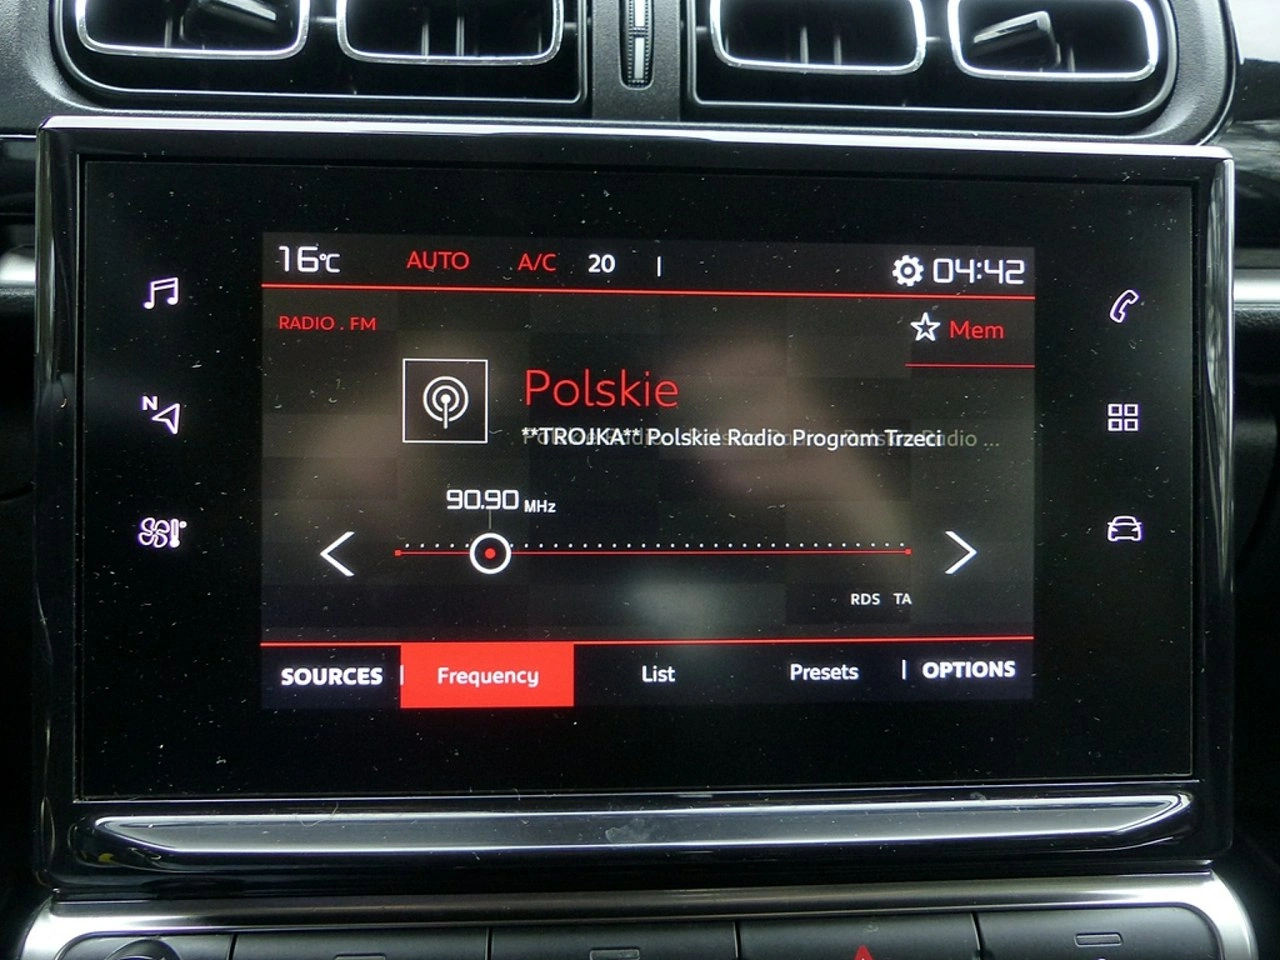 16°C AUTO A/C 20 | 04:42
RADIO . FM
Mem
Polskie
**TROJKA** Polskie Radio Program Trzeci
N
90.90 MHz
RDS TA
SOURCES | Frequency List Presets | OPTIONS